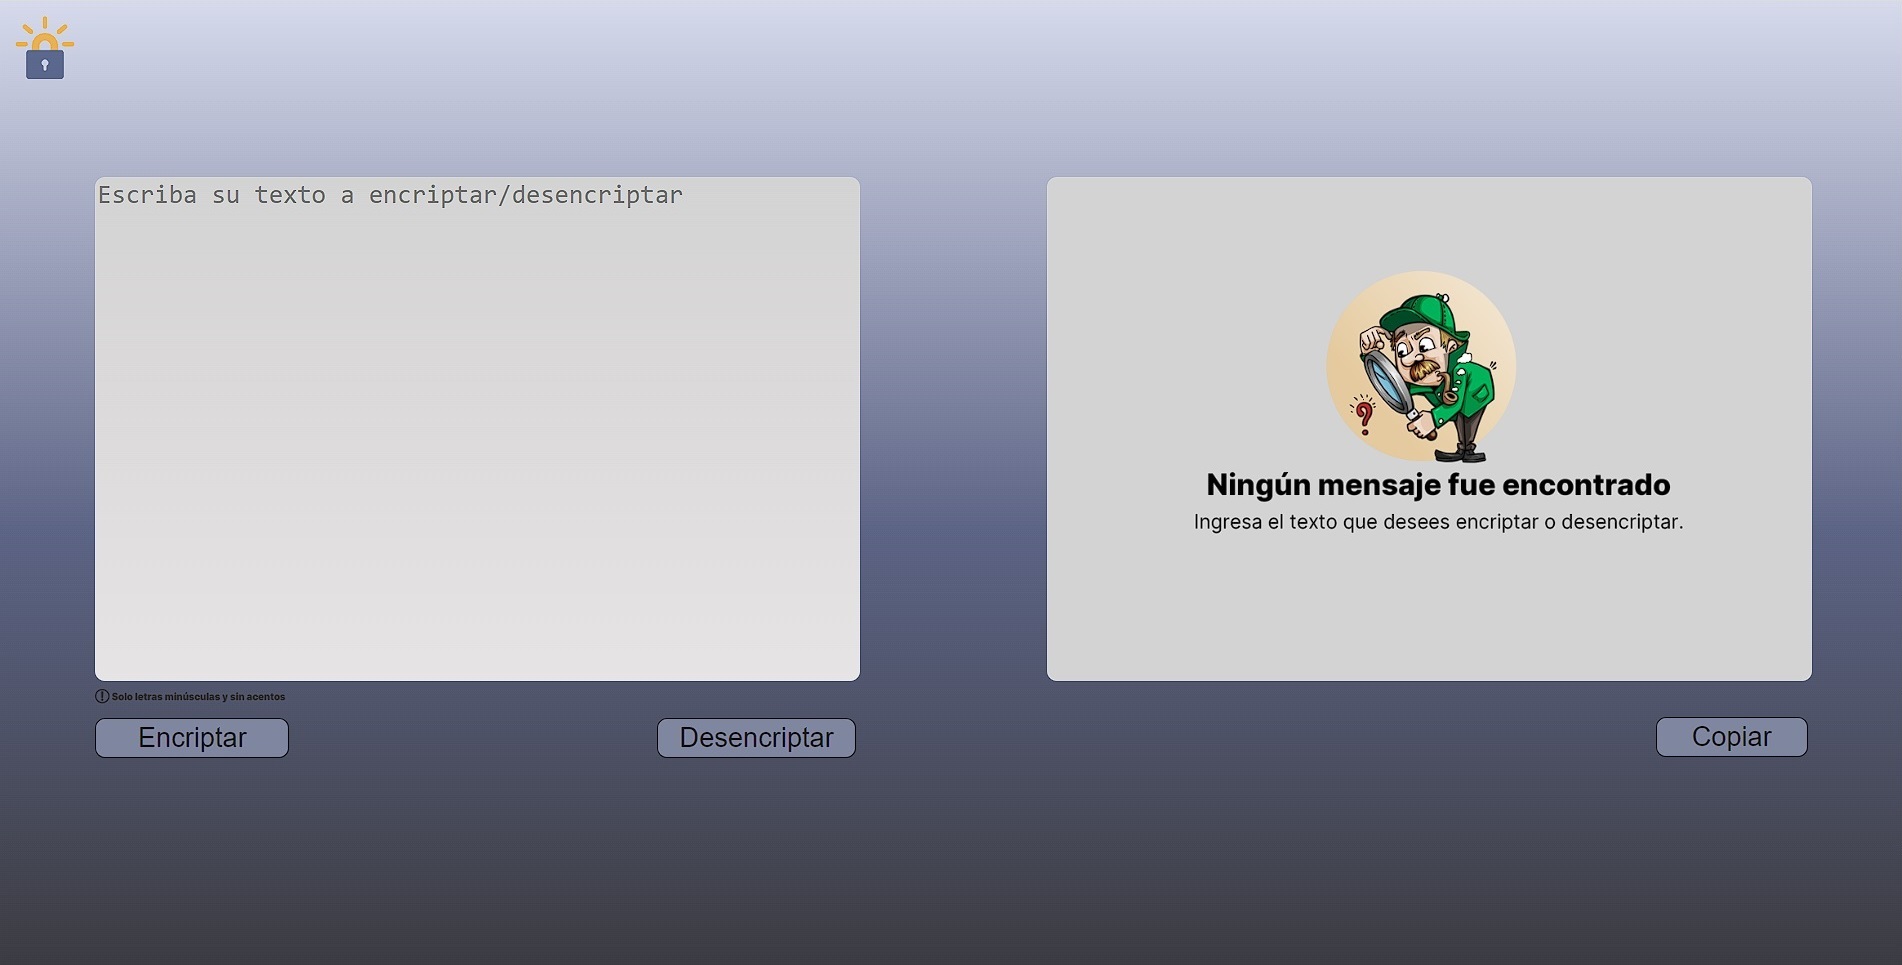 Escriba su texto a encriptar/desencriptar
Ningún mensaje fue encontrado
Ingresa el texto que desees encriptar o desencriptar.
Solo letras minúsculas y sin acentos
Encriptar
Desencriptar
Copiar